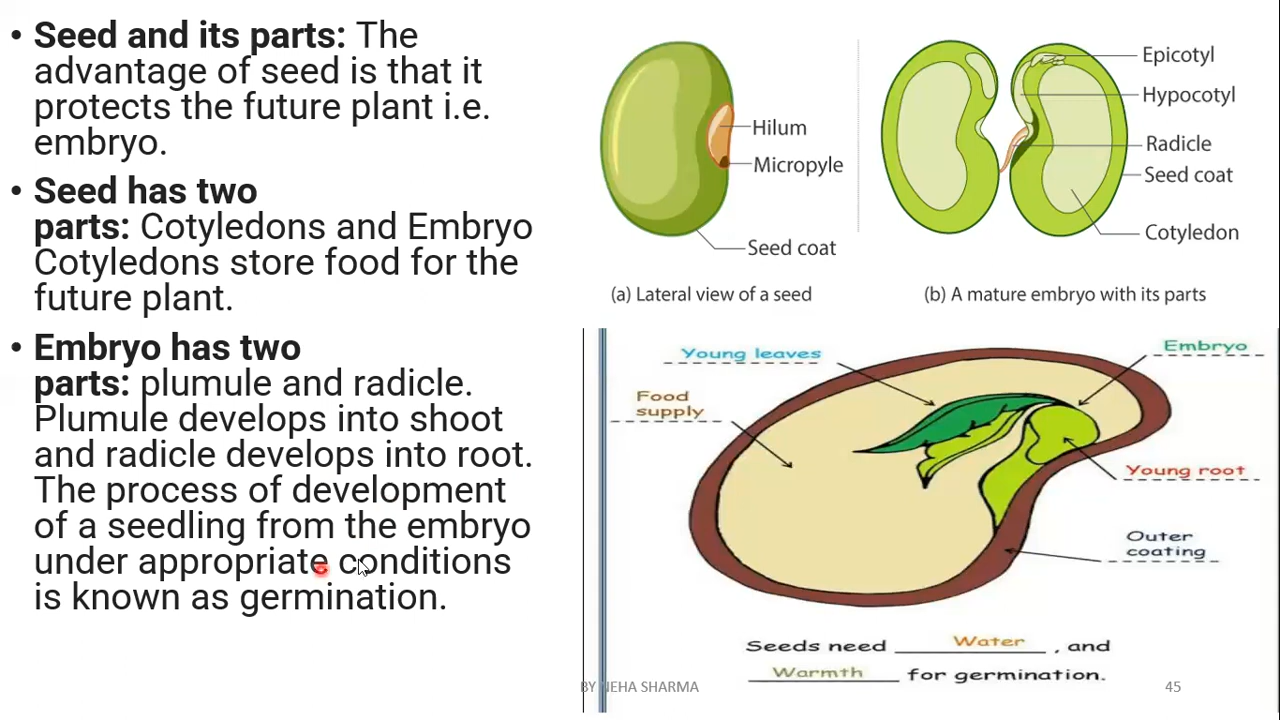 • Seed and its parts: The
advantage of seed is that it
protects the future plant i.e.
embryo.
• Seed has two
parts: Cotyledons and Embryo
Cotyledons store food for the
future plant.
• Embryo has two
parts: plumule and radicle.
Plumule develops into shoot
and radicle develops into root.
The process of development
of a seedling from the embryo
under appropriate conditions
is known as germination.
Hilum
Micropyle
Seed coat
(a) Lateral view of a seed
Epicotyl
Hypocotyl
Radicle
Seed coat
Cotyledon
(b) A mature embryo with its parts
Young leaves
Embryo
Food
supply
Young root
Outer
coating
Seeds need Water , and
Warmth for germination.
BY NEHA SHARMA
45